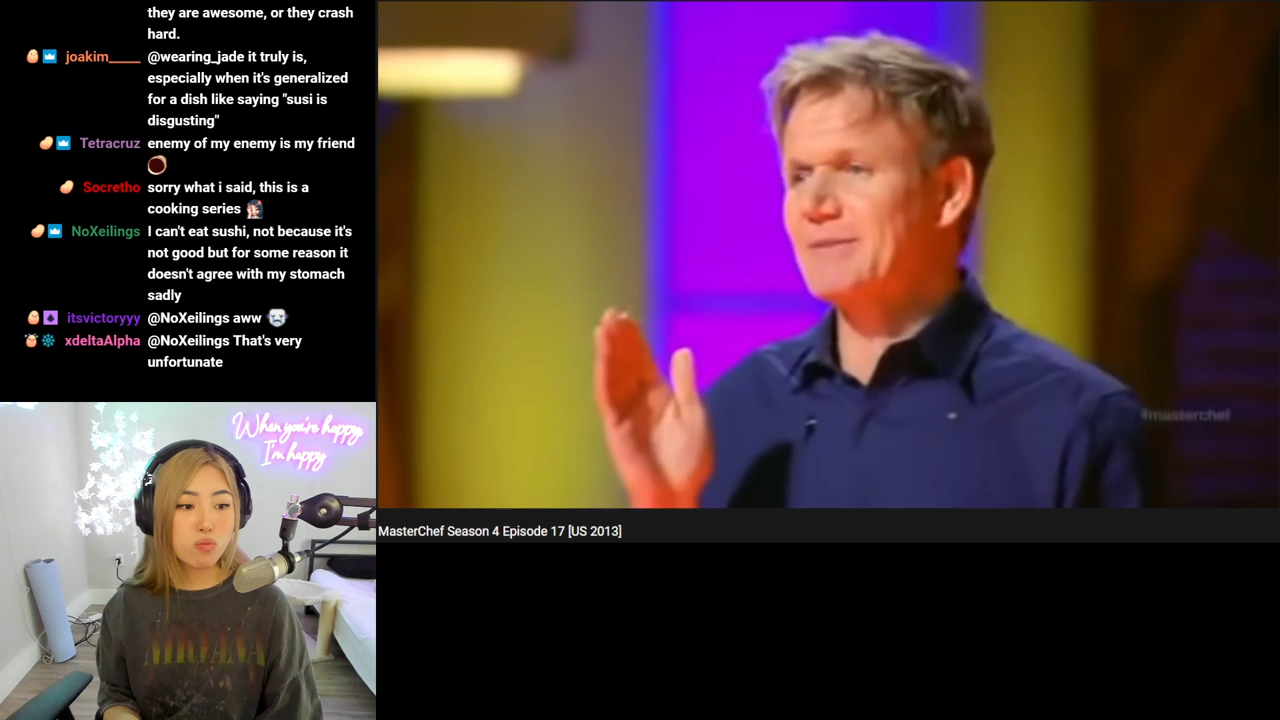 they are awesome, or they crash
hard.
joakim_____ @wearing_jade it truly is,
especially when it's generalized
for a dish like saying "susi is
disgusting"
Tetracruz enemy of my enemy is my friend
Socretho sorry what i said, this is a
cooking series
NoXeilings I can't eat sushi, not because it's
not good but for some reason it
doesn't agree with my stomach
sadly
itsvictoryyy @NoXeilings aww
xdeltaAlpha @NoXeilings That's very
unfortunate
When you're happy
I'm happy
NIRVANA
#masterchef
MasterChef Season 4 Episode 17 [US 2013]